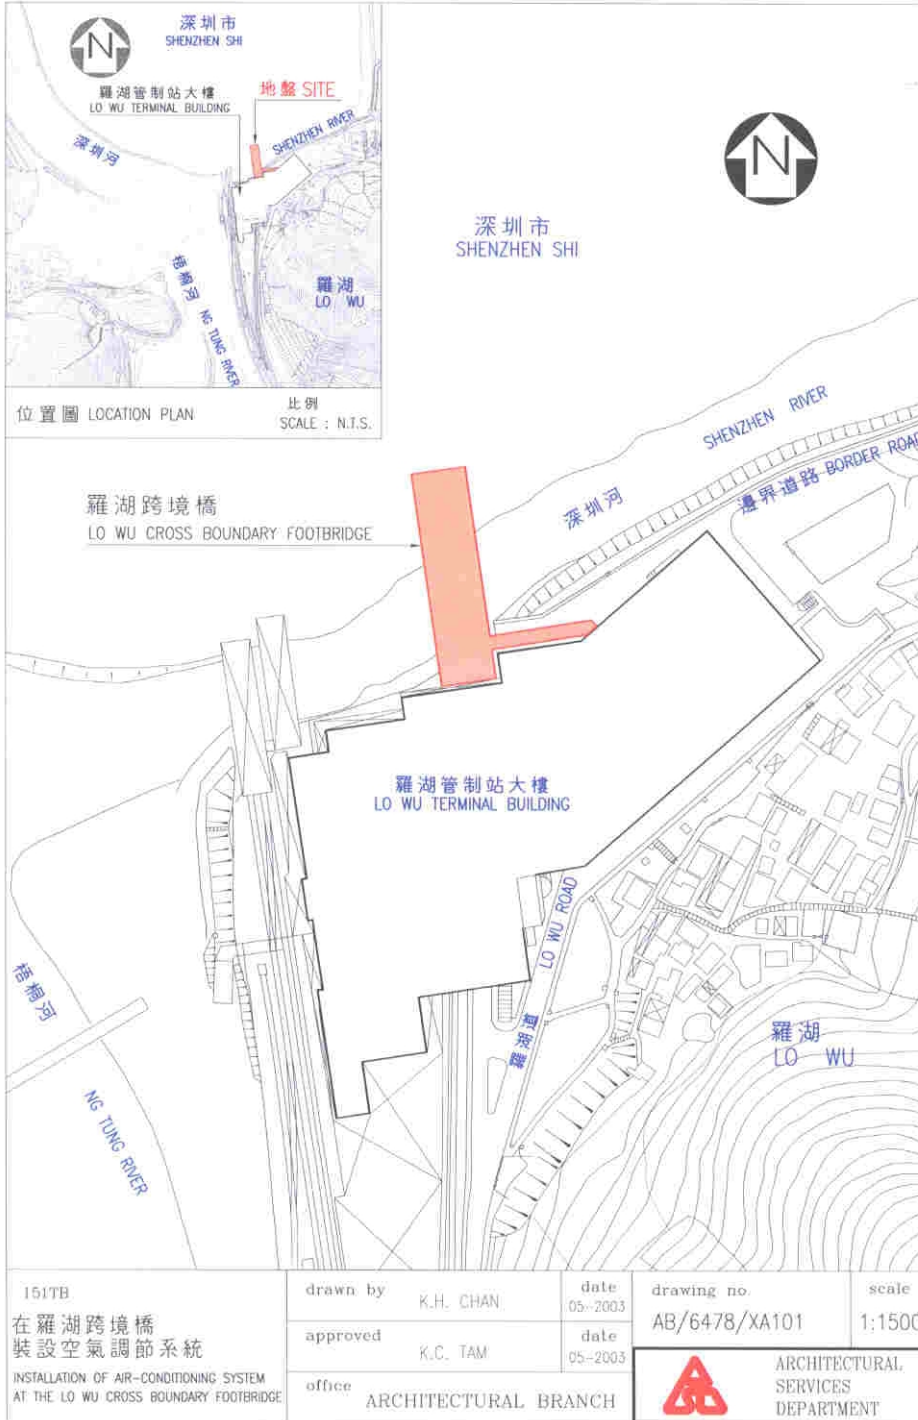 深圳市
SHENZHEN SHI
N
羅湖管制站大樓
LO WU TERMINAL BUILDING
地盤 SITE
SHENZHEN RIVER
深圳河
梧桐河 NG TUNG RIVER
羅湖
LO WU
位置圖 LOCATION PLAN
比例
SCALE : N.T.S.
N
深圳市
SHENZHEN SHI
SHENZHEN RIVER
深圳河
邊界道路 BORDER ROAD
羅湖跨境橋
LO WU CROSS BOUNDARY FOOTBRIDGE
羅湖管制站大樓
LO WU TERMINAL BUILDING
羅湖道 LO WU ROAD
梧桐河
NG TUNG RIVER
羅湖
LO WU
151TB
在羅湖跨境橋
裝設空氣調節系統
INSTALLATION OF AIR-CONDITIONING SYSTEM
AT THE LO WU CROSS BOUNDARY FOOTBRIDGE
drawn by
K.H. CHAN
date
05-2003
approved
K.C. TAM
date
05-2003
office
ARCHITECTURAL BRANCH
drawing no.
AB/6478/XA101
scale
1:1500
ARCHITECTURAL
SERVICES
DEPARTMENT